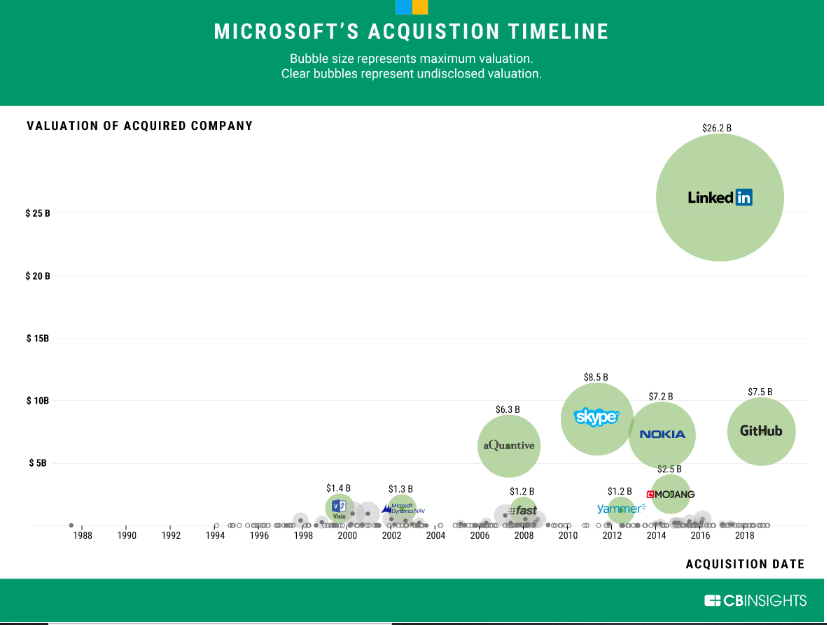 MICROSOFT'S ACQUISTION TIMELINE
Bubble size represents maximum valuation.
Clear bubbles represent undisclosed valuation.
VALUATION OF ACQUIRED COMPANY
$26.2 B
Linked in
$ 25 B
$ 20 B
$ 15B
$ 10B
$ 5B
$8.5 B
skype
$7.2 B
NOKIA
$7.5 B
GitHub
$6.3 B
aQuantive
$2.5 B
MOJANG
$1.4 B
Visio
$1.3 B
Microsoft
Dynamics NAV
$1.2 B
fast
$1.2 B
yammer
1988 1990 1992 1994 1996 1998 2000 2002 2004 2006 2008 2010 2012 2014 2016 2018
ACQUISITION DATE
CBINSIGHTS